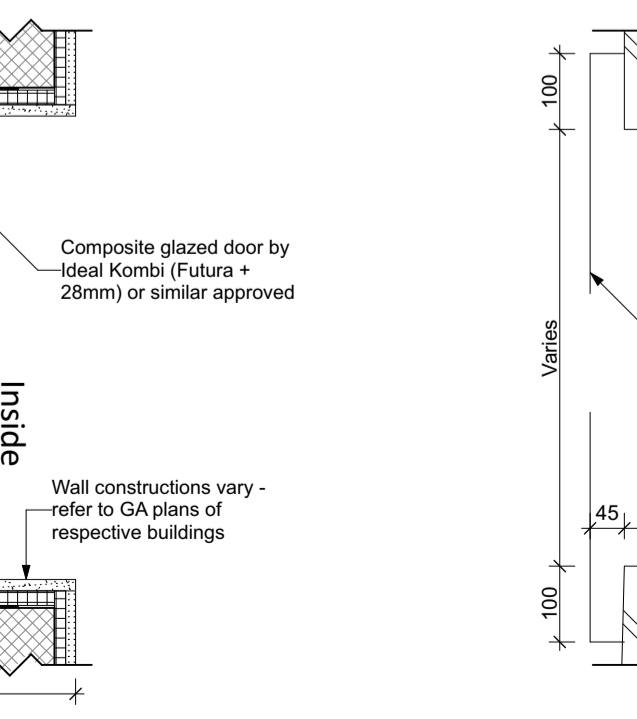 100
Composite glazed door by
Ideal Kombi (Futura +
28mm) or similar approved
Varies
Inside
Wall constructions vary -
refer to GA plans of
respective buildings
45
100